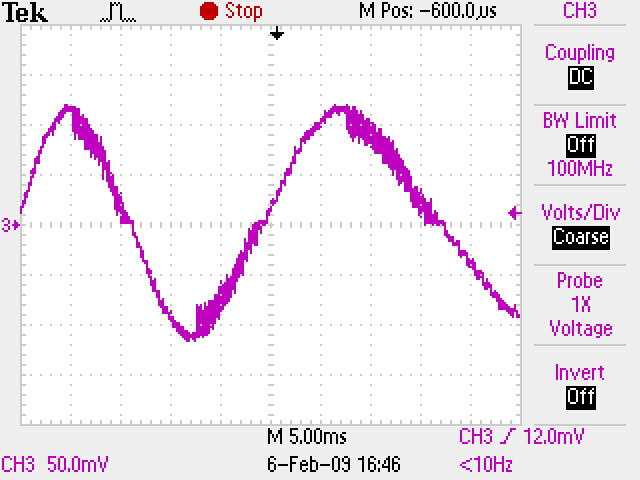 Tek Stop M Pos: -600.0µs CH3
Coupling
DC
BW Limit
Off
100MHz
3
Volts/Div
Coarse
Probe
1X
Voltage
Invert
Off
M 5.00ms CH3 12.0mV
CH3 50.0mV 6-Feb-09 16:46 <10Hz